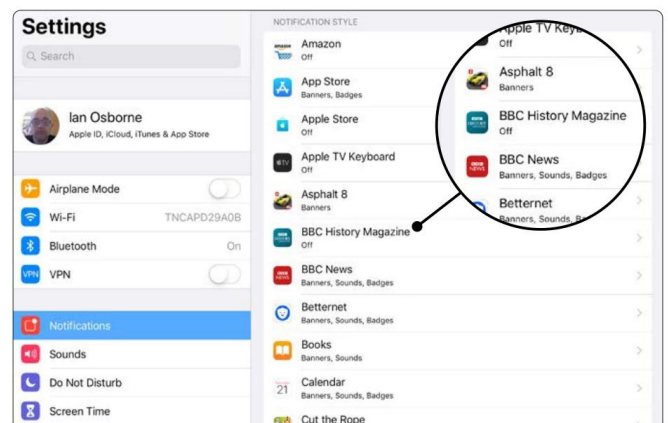 Settings
Search
Ian Osborne
Apple ID, iCloud, iTunes & App Store
Airplane Mode
Wi-Fi TNCAPD29A0B
Bluetooth On
VPN VPN
Notifications
Sounds
Do Not Disturb
Screen Time
NOTIFICATION STYLE
amazon Amazon
Off
App Store
Banners, Badges
Apple Store
Off
tv Apple TV Keyboard
Off
Asphalt 8
Banners
BBC History Magazine
Off
NEWS BBC News
Banners, Sounds, Badges
Betternet
Banners, Sounds, Badges
Books
Banners, Sounds
21 Calendar
Banners, Sounds, Badges
Cut the Rope
Apple TV Keyb
Off
Asphalt 8
Banners
BBC History Magazine
Off
BBC NEWS BBC News
Banners, Sounds, Badges
Betternet
Banners, Sounds, Ba